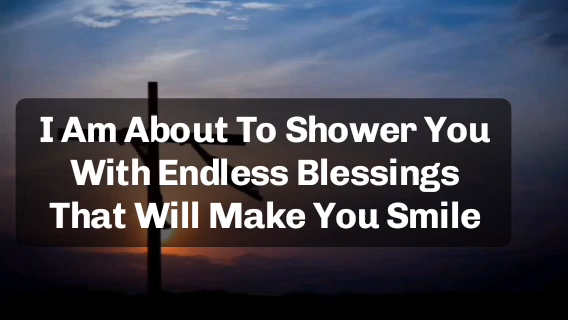 I Am About To Shower You
With Endless Blessings
That Will Make You Smile